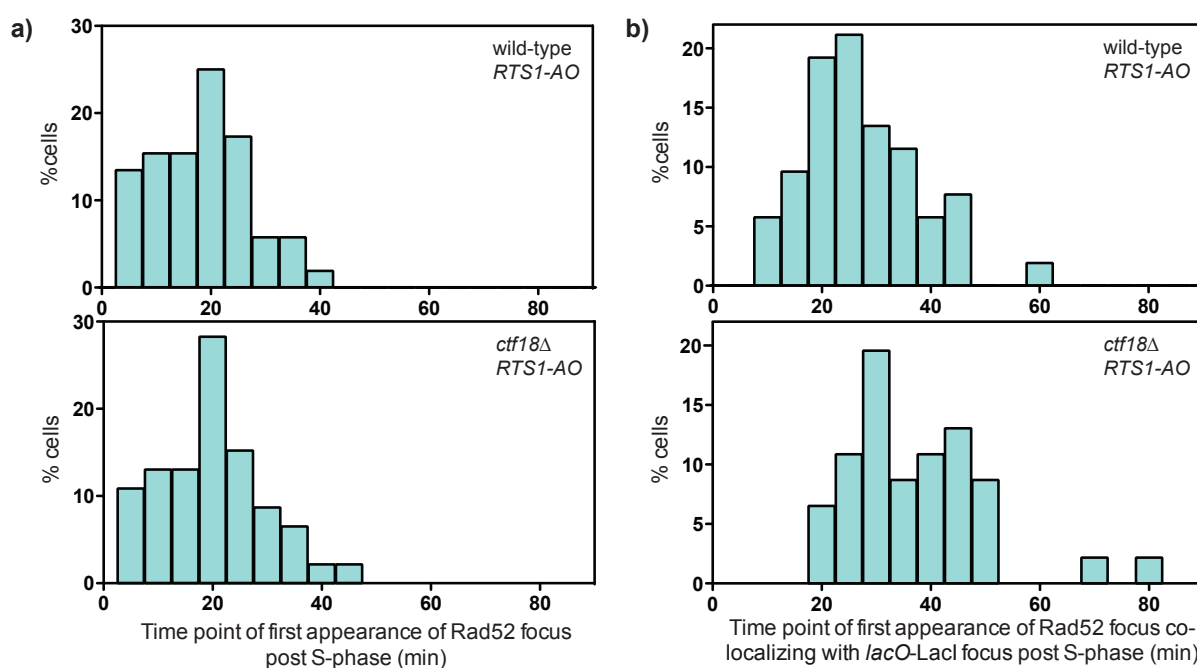 a)
30
20
10
0
%cells
wild-type
RTS1-AO
0 20 40 60 80
30
20
10
0
% cells
ctf18Δ
RTS1-AO
0 20 40 60 80
Time point of first appearance of Rad52 focus
post S-phase (min)
b)
20
15
10
5
0
%cells
wild-type
RTS1-AO
0 20 40 60 80
20
15
10
5
0
% cells
ctf18Δ
RTS1-AO
0 20 40 60 80
Time point of first appearance of Rad52 focus co-
localizing with lacO-LacI focus post S-phase (min)